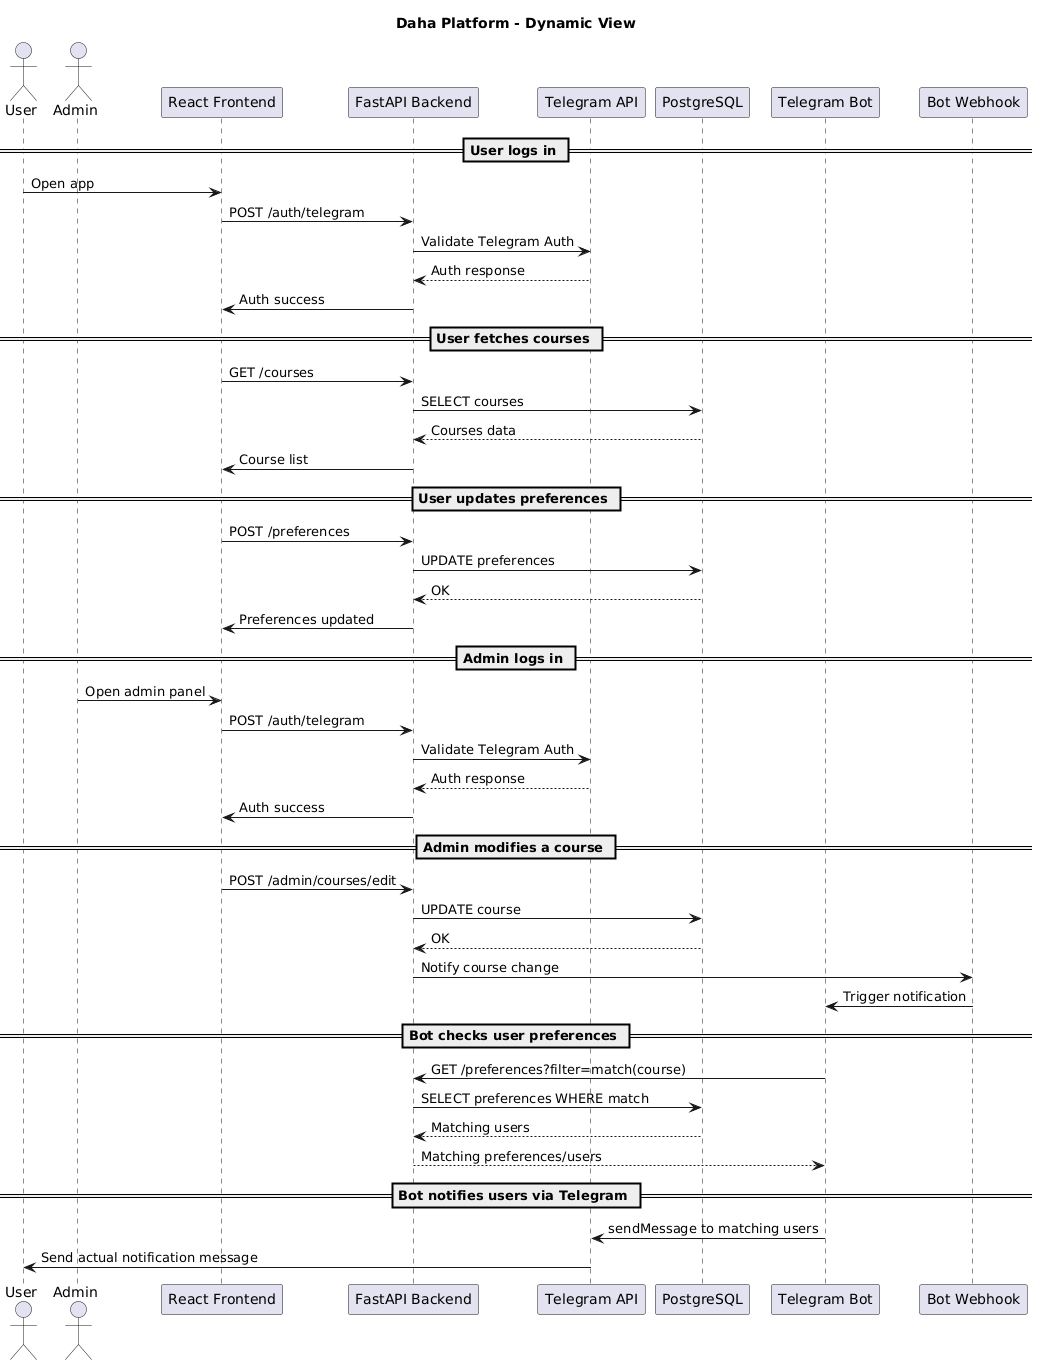 Daha Platform - Dynamic View
User
Admin
React Frontend
FastAPI Backend
Telegram API
PostgreSQL
Telegram Bot
Bot Webhook
User logs in
Open app
POST /auth/telegram
Validate Telegram Auth
Auth response
Auth success
User fetches courses
GET /courses
SELECT courses
Courses data
Course list
User updates preferences
POST /preferences
UPDATE preferences
OK
Preferences updated
Admin logs in
Open admin panel
POST /auth/telegram
Validate Telegram Auth
Auth response
Auth success
Admin modifies a course
POST /admin/courses/edit
UPDATE course
OK
Notify course change
Trigger notification
Bot checks user preferences
GET /preferences?filter=match(course)
SELECT preferences WHERE match
Matching users
Matching preferences/users
Bot notifies users via Telegram
sendMessage to matching users
Send actual notification message
User
Admin
React Frontend
FastAPI Backend
Telegram API
PostgreSQL
Telegram Bot
Bot Webhook